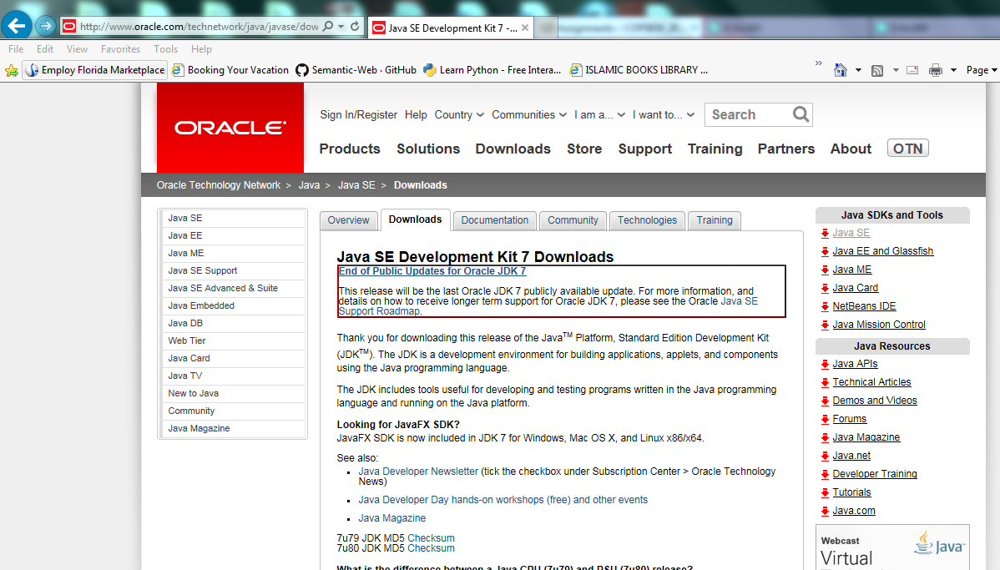 http://www.oracle.com/technetwork/java/javase/dow
Java SE Development Kit 7 -...
File Edit View Favorites Tools Help
Employ Florida Marketplace Booking Your Vacation Semantic-Web · GitHub Learn Python - Free Intera... ISLAMIC BOOKS LIBRARY ... » Page
ORACLE
Sign In/Register Help Country Communities I am a... I want to... Search
Products Solutions Downloads Store Support Training Partners About OTN
Oracle Technology Network > Java > Java SE > Downloads
Java SE
Java EE
Java ME
Java SE Support
Java SE Advanced & Suite
Java Embedded
Java DB
Web Tier
Java Card
Java TV
New to Java
Community
Java Magazine
Overview Downloads Documentation Community Technologies Training
Java SE Development Kit 7 Downloads
End of Public Updates for Oracle JDK 7
This release will be the last Oracle JDK 7 publicly available update. For more information, and
details on how to receive longer term support for Oracle JDK 7, please see the Oracle Java SE
Support Roadmap.
Thank you for downloading this release of the Java™ Platform, Standard Edition Development Kit
(JDK™). The JDK is a development environment for building applications, applets, and components
using the Java programming language.
The JDK includes tools useful for developing and testing programs written in the Java programming
language and running on the Java platform.
Looking for JavaFX SDK?
JavaFX SDK is now included in JDK 7 for Windows, Mac OS X, and Linux x86/x64.
See also:
Java Developer Newsletter (tick the checkbox under Subscription Center > Oracle Technology
News)
Java Developer Day hands-on workshops (free) and other events
Java Magazine
7u79 JDK MD5 Checksum
7u80 JDK MD5 Checksum
What is the difference between a Java CPU (7u79) and PSU (7u80) release?
Java SDKs and Tools
Java SE
Java EE and Glassfish
Java ME
Java Card
NetBeans IDE
Java Mission Control
Java Resources
Java APIs
Technical Articles
Demos and Videos
Forums
Java Magazine
Java.net
Developer Training
Tutorials
Java.com
Webcast
Virtual
Java